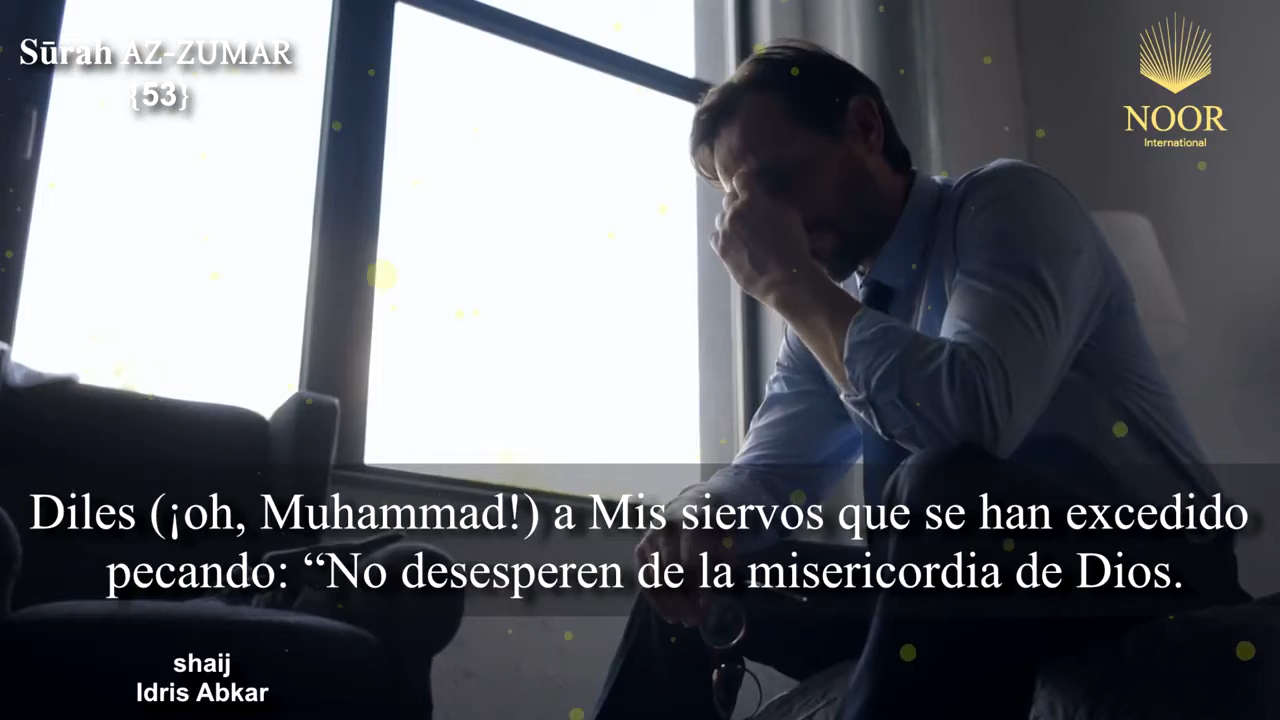 Sūrah AZ-ZUMAR
{53}
NOOR
International
Diles (¡oh, Muhammad!) a Mis siervos que se han excedido
pecando: “No desesperen de la misericordia de Dios.
shaij
Idris Abkar